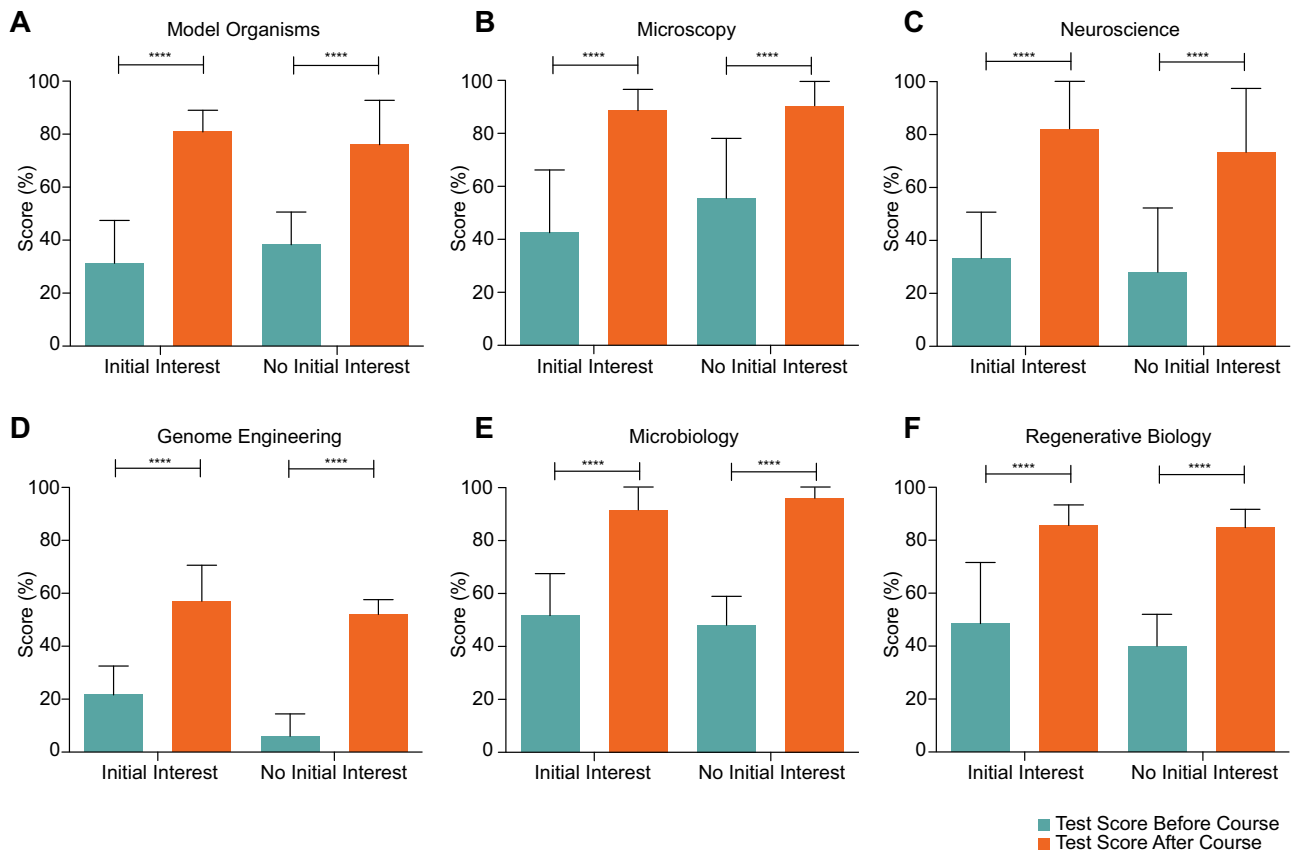 A
Model Organisms
****
****
Score (%)
100
80
60
40
20
0
Initial Interest
No Initial Interest
B
Microscopy
****
****
Score (%)
100
80
60
40
20
0
Initial Interest
No Initial Interest
C
Neuroscience
****
****
Score (%)
100
80
60
40
20
0
Initial Interest
No Initial Interest
D
Genome Engineering
****
****
Score (%)
100
80
60
40
20
0
Initial Interest
No Initial Interest
E
Microbiology
****
****
Score (%)
100
80
60
40
20
0
Initial Interest
No Initial Interest
F
Regenerative Biology
****
****
Score (%)
100
80
60
40
20
0
Initial Interest
No Initial Interest
Test Score Before Course
Test Score After Course